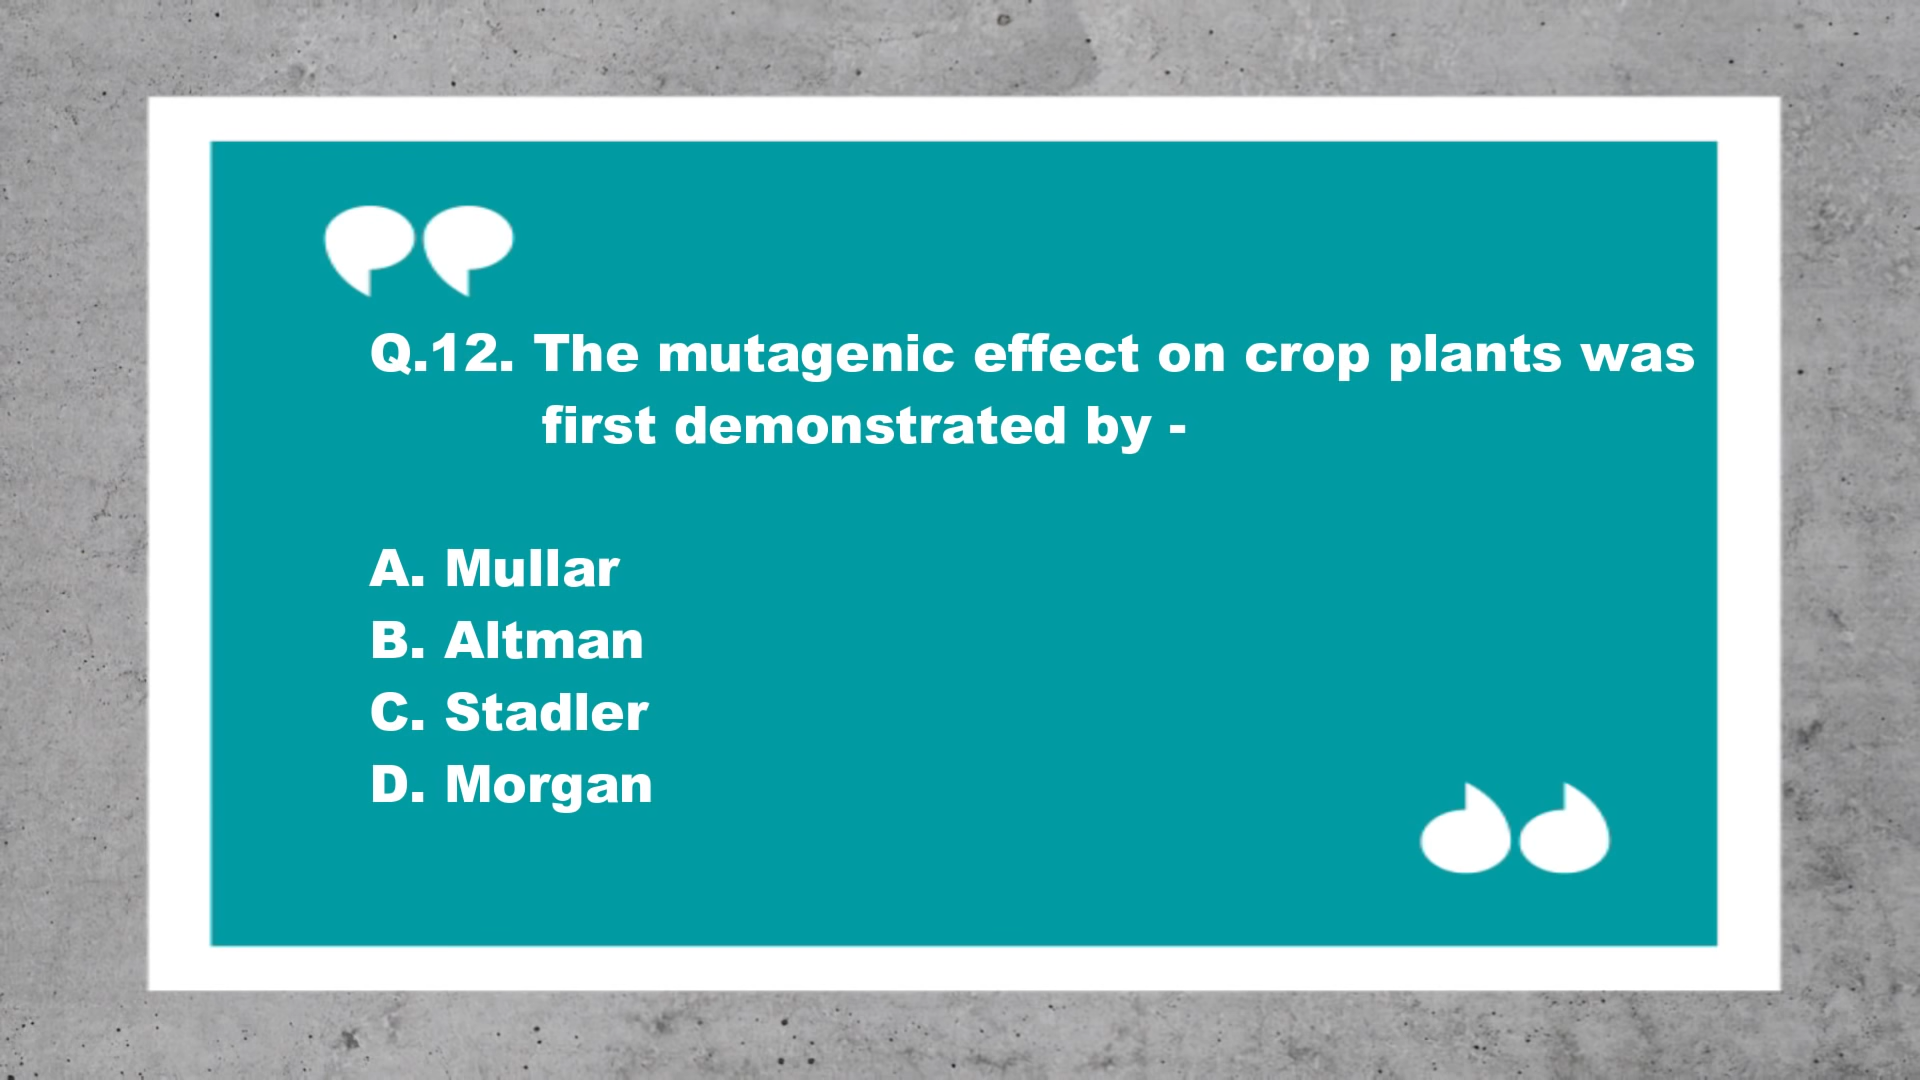 Q.12. The mutagenic effect on crop plants was
first demonstrated by -
A. Mullar
B. Altman
C. Stadler
D. Morgan